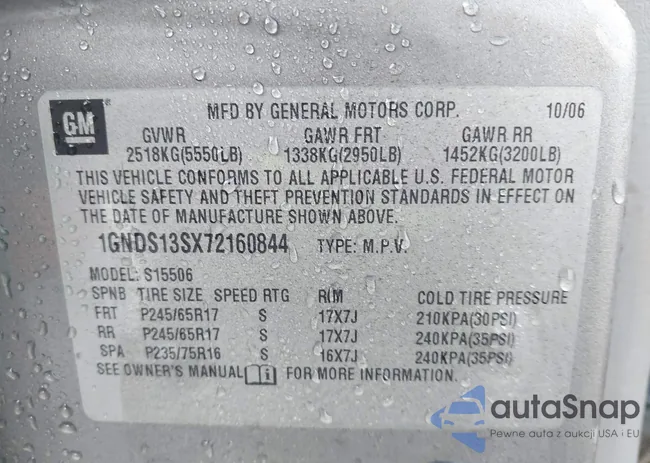 MFD BY GENERAL MOTORS CORP. 10/06
GM
GVWR GAWR FRT GAWR RR
2518KG(5550LB) 1338KG(2950LB) 1452KG(3200LB)
THIS VEHICLE CONFORMS TO ALL APPLICABLE U.S. FEDERAL MOTOR
VEHICLE SAFETY AND THEFT PREVENTION STANDARDS IN EFFECT ON
THE DATE OF MANUFACTURE SHOWN ABOVE.
1GNDS13SX72160844 TYPE: M.P.V.
MODEL: S15506
SPNB TIRE SIZE SPEED RTG RIM COLD TIRE PRESSURE
FRT P245/65R17 S 17X7J 210KPA(30PSI)
RR P245/65R17 S 17X7J 240KPA(35PSI)
SPA P235/75R16 S 16X7J 240KPA(35PSI)
SEE OWNER'S MANUAL i FOR MORE INFORMATION.
autaSnap
Pewne auta z aukcji USA i EU